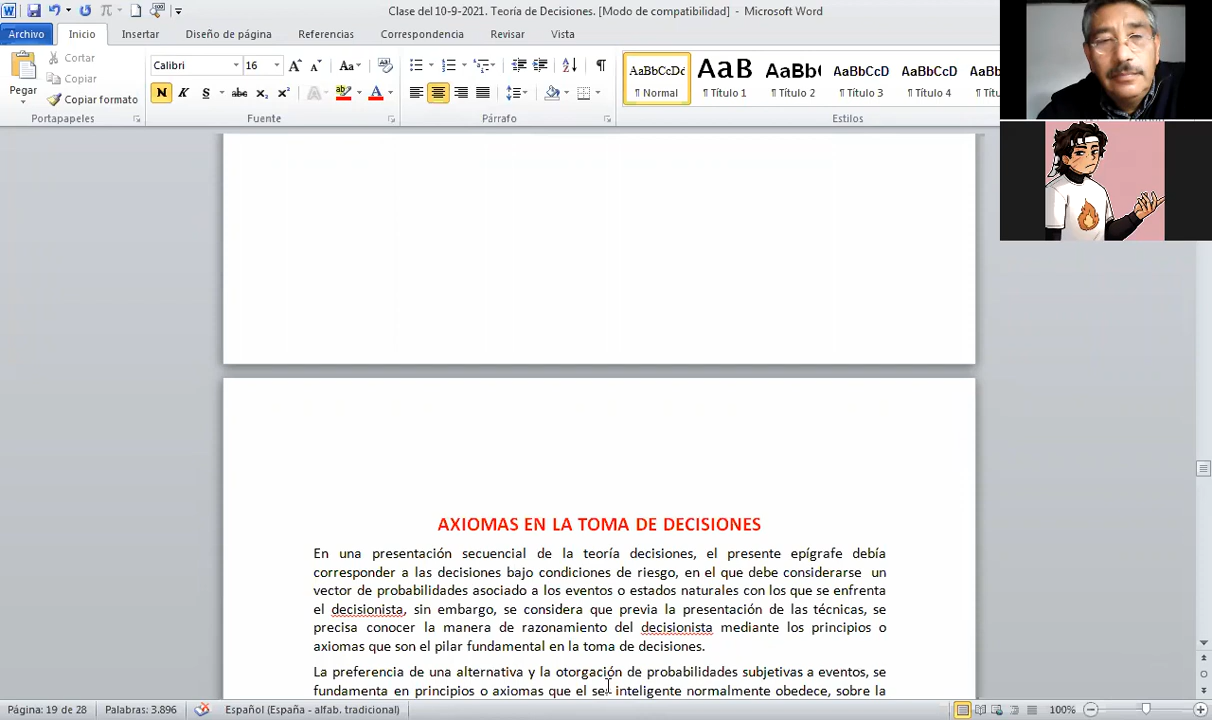 Clase del 10-9-2021. Teoría de Decisiones. [Modo de compatibilidad] - Microsoft Word
Archivo Inicio Insertar Diseño de página Referencias Correspondencia Revisar Vista
Pegar
Cortar
Copiar
Copiar formato
Portapapeles
Calibri 16
N K S abc x₂ x²
Fuente
Párrafo
AaBbCcDc AaB AaBb( AaBbCcD AaBbCcD AaBb
¶ Normal ¶ Título 1 ¶ Título 2 ¶ Título 3 ¶ Título 4
Estilos
AXIOMAS EN LA TOMA DE DECISIONES
En una presentación secuencial de la teoría decisiones, el presente epígrafe debía
corresponder a las decisiones bajo condiciones de riesgo, en el que debe considerarse un
vector de probabilidades asociado a los eventos o estados naturales con los que se enfrenta
el decisionista, sin embargo, se considera que previa la presentación de las técnicas, se
precisa conocer la manera de razonamiento del decisionista mediante los principios o
axiomas que son el pilar fundamental en la toma de decisiones.
La preferencia de una alternativa y la otorgación de probabilidades subjetivas a eventos, se
fundamenta en principios o axiomas que el ser inteligente normalmente obedece, sobre la
Página: 19 de 28 Palabras: 3.896 Español (España - alfab. tradicional) 100%